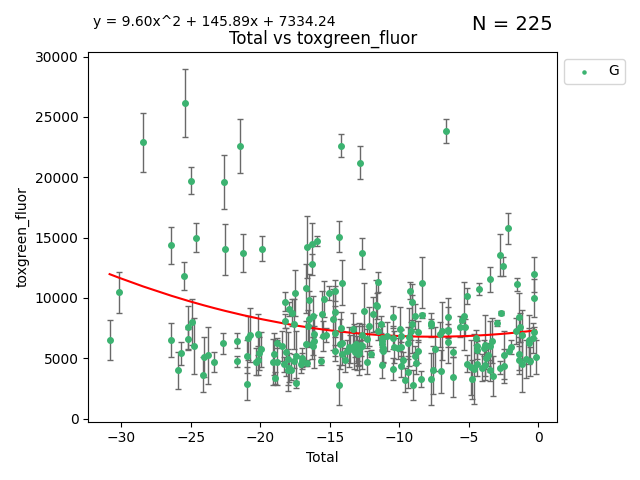 y = 9.60x^2 + 145.89x + 7334.24
N = 225
Total vs toxgreen_fluor
G
toxgreen_fluor
30000
25000
20000
15000
10000
5000
0
−30
−25
−20
−15
−10
−5
0
Total